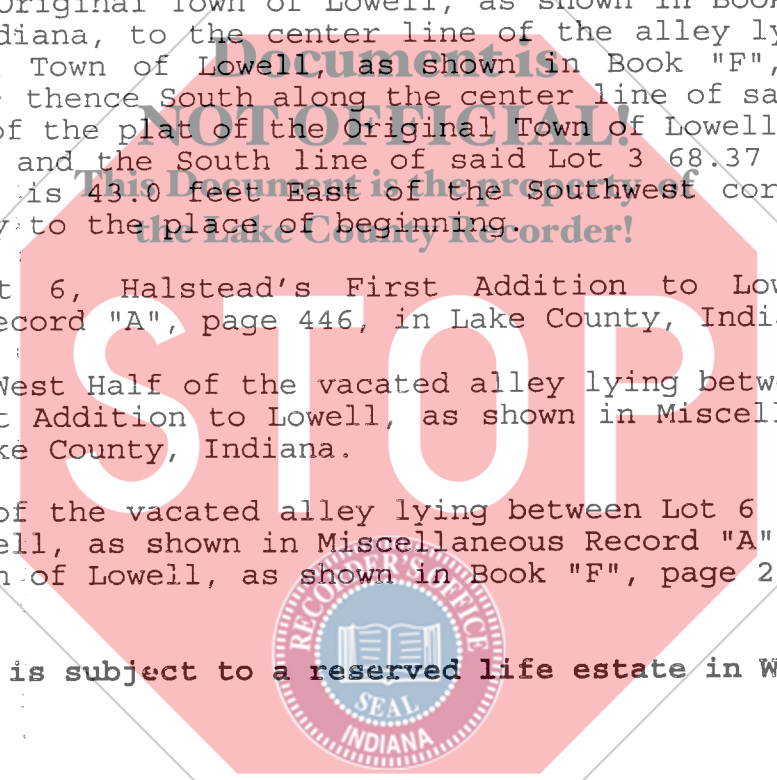 Original Town of Lowell, as shown in Book
diana, to the center line of the alley ly
Town of Lowell, as shown in Book "F",
thence South along the center line of sa
of the plat of the Original Town of Lowell
and the South line of said Lot 3 68.37
is 43.0 feet East of the Southwest cor
y to the place of beginning.
Document is
NOT OFFICIAL!
This Document is the property of
the Lake County Recorder!
t 6, Halstead's First Addition to Low
ecord "A", page 446, in Lake County, India
West Half of the vacated alley lying betwe
t Addition to Lowell, as shown in Miscell
ke County, Indiana.
STOP
of the vacated alley lying between Lot 6
ell, as shown in Miscellaneous Record "A"
n of Lowell, as shown in Book "F", page 2
is subject to a reserved life estate in W
RECORDER'S OFFICE
SEAL
INDIANA